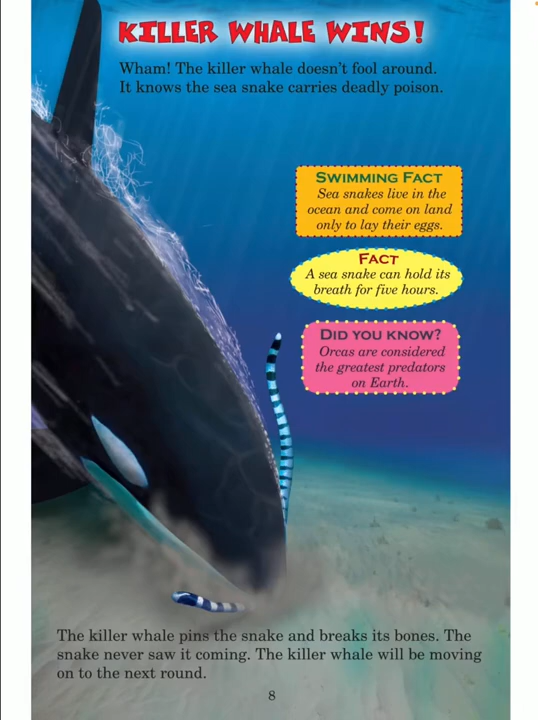 KILLER WHALE WINS!
Wham! The killer whale doesn't fool around.
It knows the sea snake carries deadly poison.
SWIMMING FACT
Sea snakes live in the
ocean and come on land
only to lay their eggs.
FACT
A sea snake can hold its
breath for five hours.
DID YOU KNOW?
Orcas are considered
the greatest predators
on Earth.
The killer whale pins the snake and breaks its bones. The
snake never saw it coming. The killer whale will be moving
on to the next round.
8